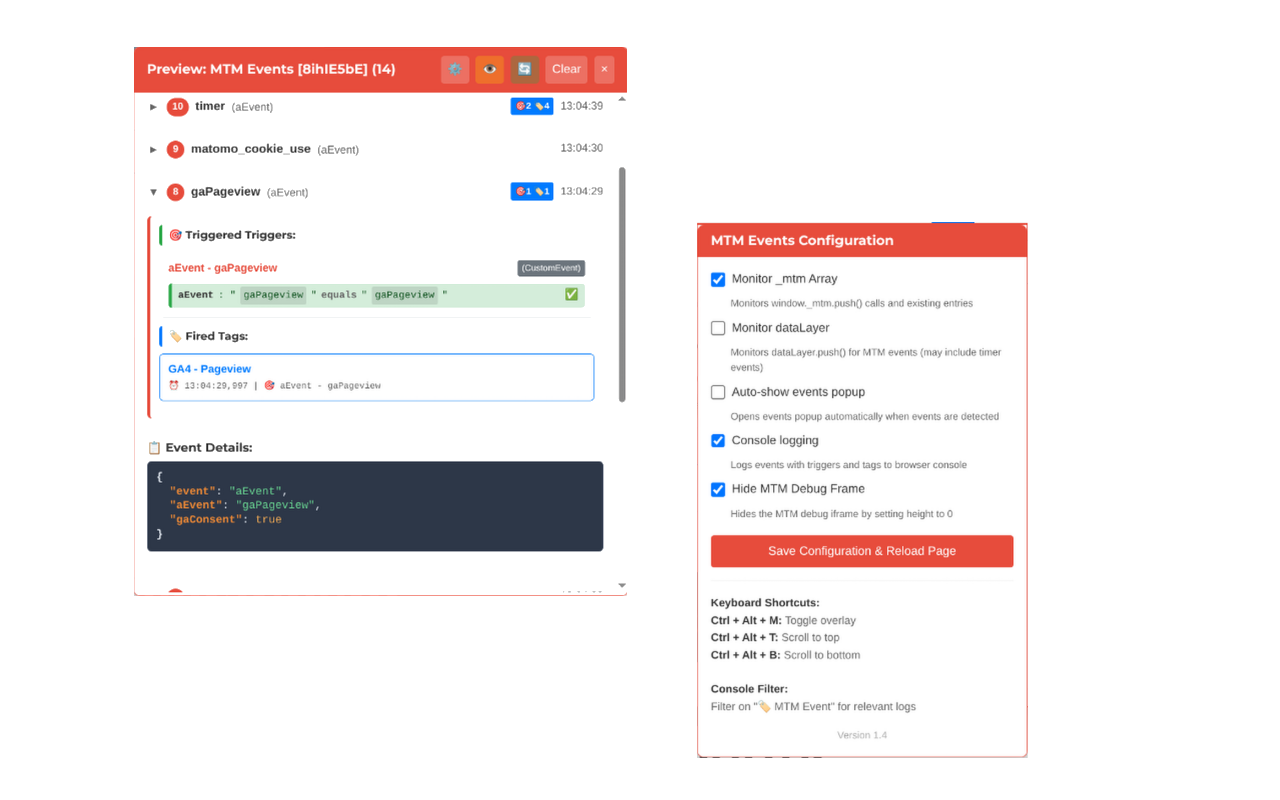 Preview: MTM Events [8ihIE5bE] (14)
Clear ×
10 timer (aEvent) 2 4 13:04:39
9 matomo_cookie_use (aEvent) 13:04:30
8 gaPageview (aEvent) 1 1 13:04:29
Triggered Triggers:
aEvent - gaPageview (CustomEvent)
aEvent : " gaPageview " equals " gaPageview "
Fired Tags:
GA4 - Pageview
13:04:29,997 | aEvent - gaPageview
Event Details:
{
"event": "aEvent",
"aEvent": "gaPageview",
"gaConsent": true
}
MTM Events Configuration
Monitor _mtm Array
Monitors window._mtm.push() calls and existing entries
Monitor dataLayer
Monitors dataLayer.push() for MTM events (may include timer
events)
Auto-show events popup
Opens events popup automatically when events are detected
Console logging
Logs events with triggers and tags to browser console
Hide MTM Debug Frame
Hides the MTM debug iframe by setting height to 0
Save Configuration & Reload Page
Keyboard Shortcuts:
Ctrl + Alt + M: Toggle overlay
Ctrl + Alt + T: Scroll to top
Ctrl + Alt + B: Scroll to bottom
Console Filter:
Filter on "🏷️ MTM Event" for relevant logs
Version 1.4